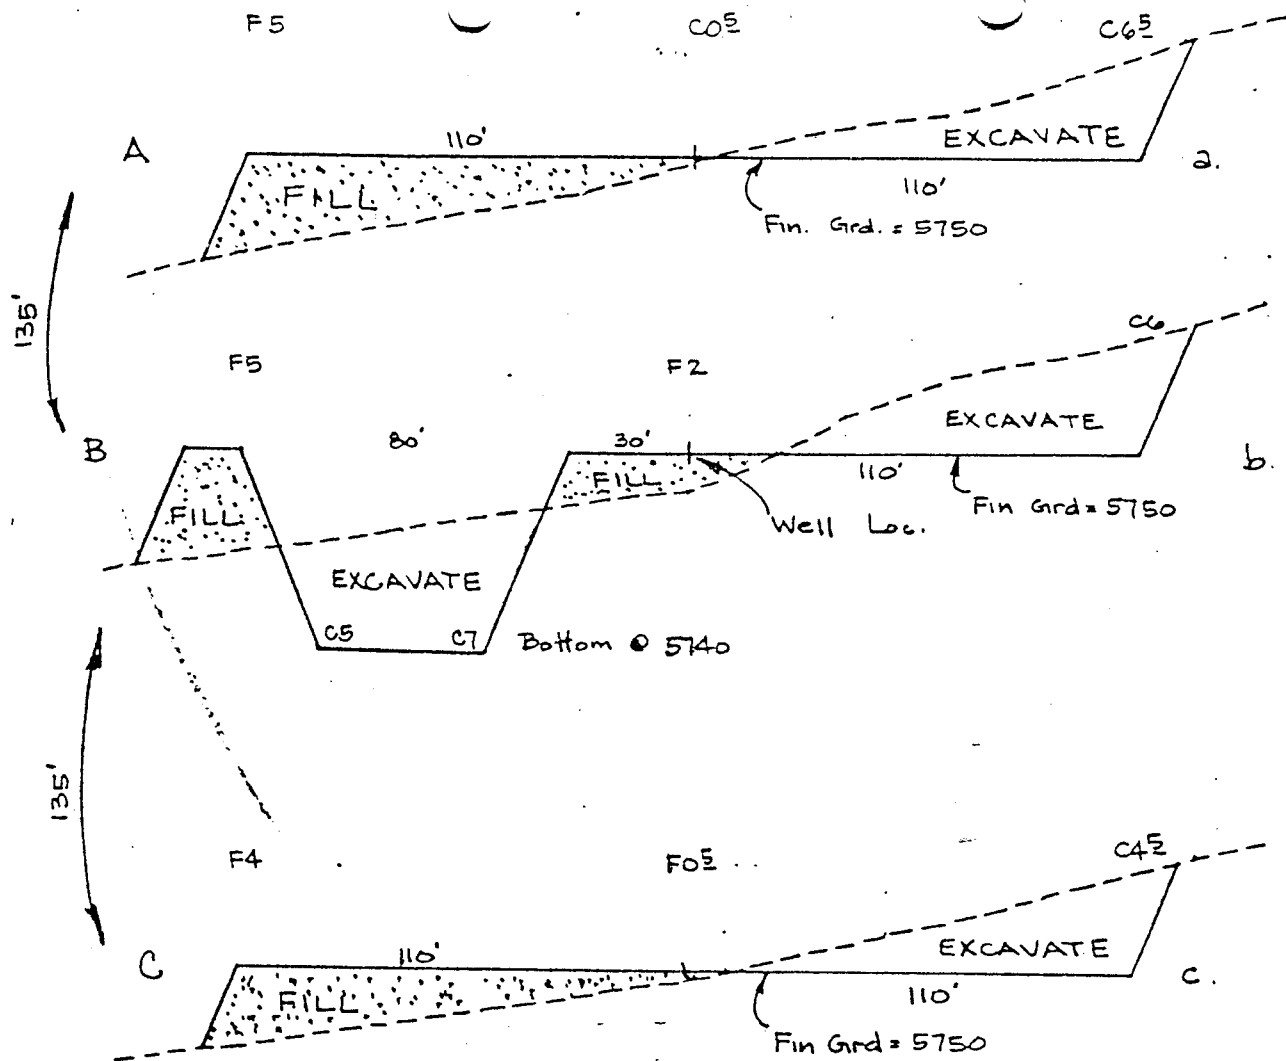 F5 C0⁵ C6⁵
A 110' EXCAVATE a.
FILL 110'
Fin. Grd. = 5750
135'
C6
F5 F2
EXCAVATE
B 80' 30' b.
FILL 110'
FILL Well Loc. Fin Grd = 5750
EXCAVATE
C5 C7 Bottom @ 5740
135'
F4 F0⁵ C4⁵
C 110' EXCAVATE c.
FILL 110'
Fin Grd = 5750